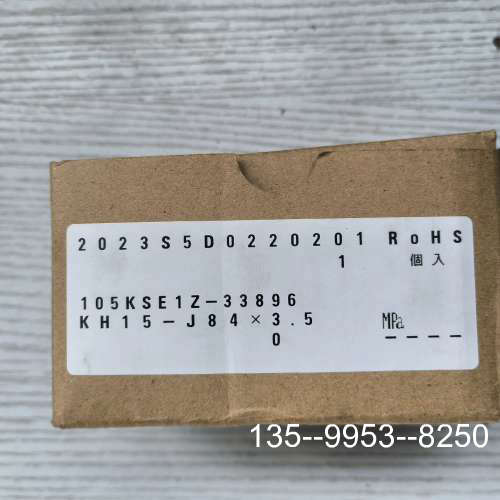 2023S5D0220201 RoHS
1 個入
105KSE1Z-33896
KH15-J84×3.5
0
MPa
----
135--9953--8250